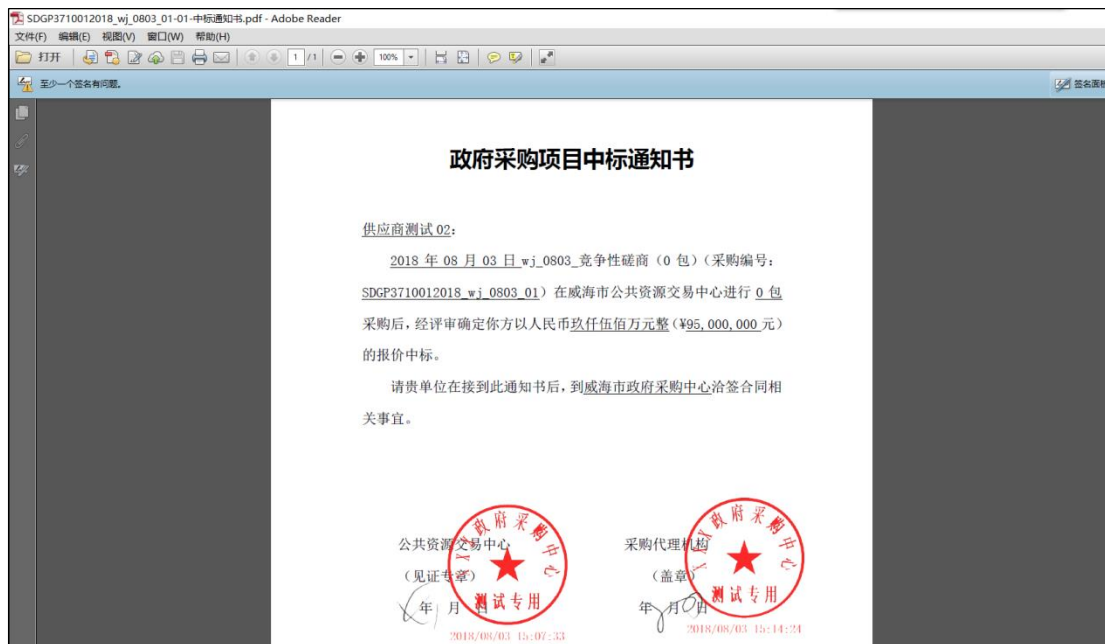 SDGP3710012018_wj_0803_01-01-中标通知书.pdf - Adobe Reader
文件(F) 编辑(E) 视图(V) 窗口(W) 帮助(H)
打开 1 / 1 100%
至少一个签名有问题。 签名面板
政府采购项目中标通知书
供应商测试 02:
2018 年 08 月 03 日 wj_0803_竞争性磋商（0 包）（采购编号:
SDGP3710012018_wj_0803_01）在威海市公共资源交易中心进行 0 包
采购后，经评审确定你方以人民币玖仟伍佰万元整（¥95,000,000 元）
的报价中标。
请贵单位在接到此通知书后，到威海市政府采购中心洽签合同相
关事宜。
公共资源交易中心 采购代理机构
（见证专章） （盖章）
年 月 日 年 月 日
XXX政府采购中心
测试专用
2018/08/03 15:07:33
XXX政府采购中心
测试专用
2018/08/03 15:14:24